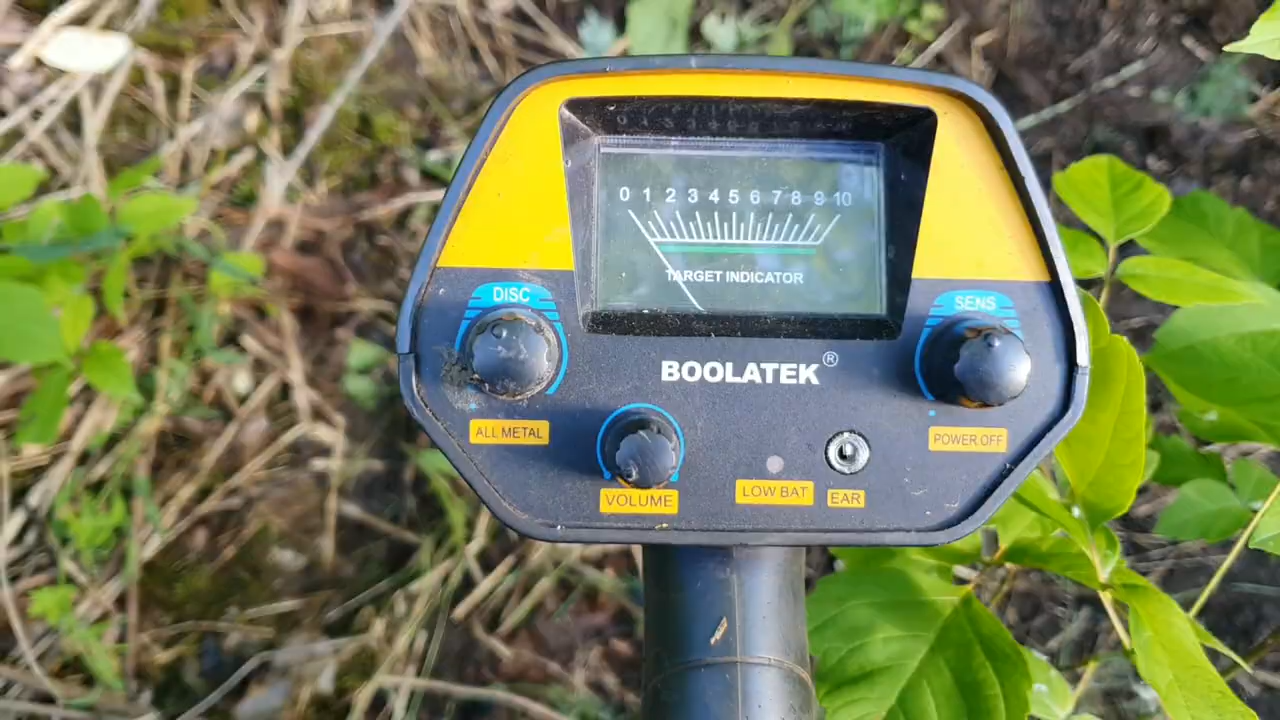 0 1 2 3 4 5 6 7 8 9 10
TARGET INDICATOR
DISC
SENS
BOOLATEK®
ALL METAL
POWER OFF
VOLUME
LOW BAT
EAR